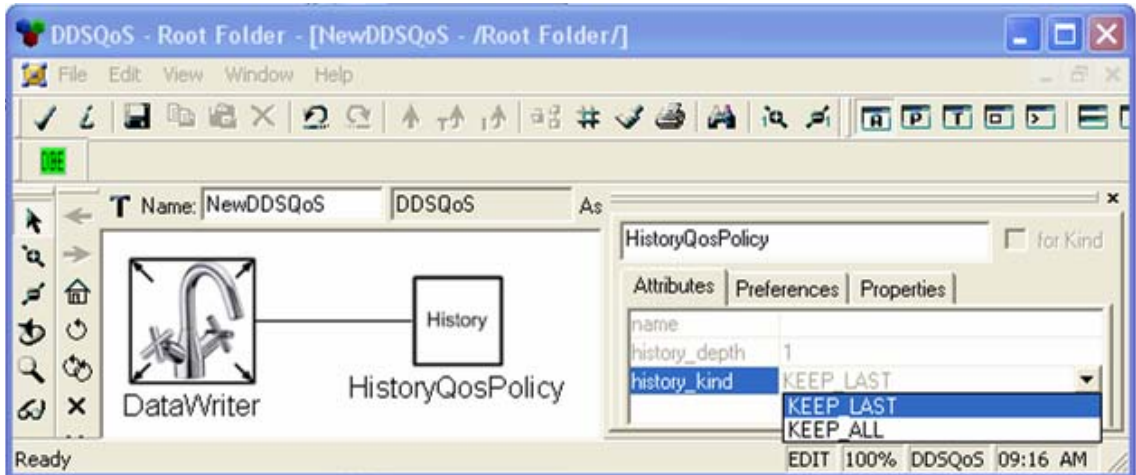 DDSQoS - Root Folder - [NewDDSQoS - /Root Folder/]
File Edit View Window Help
Name: NewDDSQoS DDSQoS As
HistoryQosPolicy for Kind
Attributes Preferences Properties
name
history_depth 1
history_kind KEEP_LAST
KEEP_LAST
KEEP_ALL
History
DataWriter HistoryQosPolicy
Ready EDIT 100% DDSQoS 09:16 AM